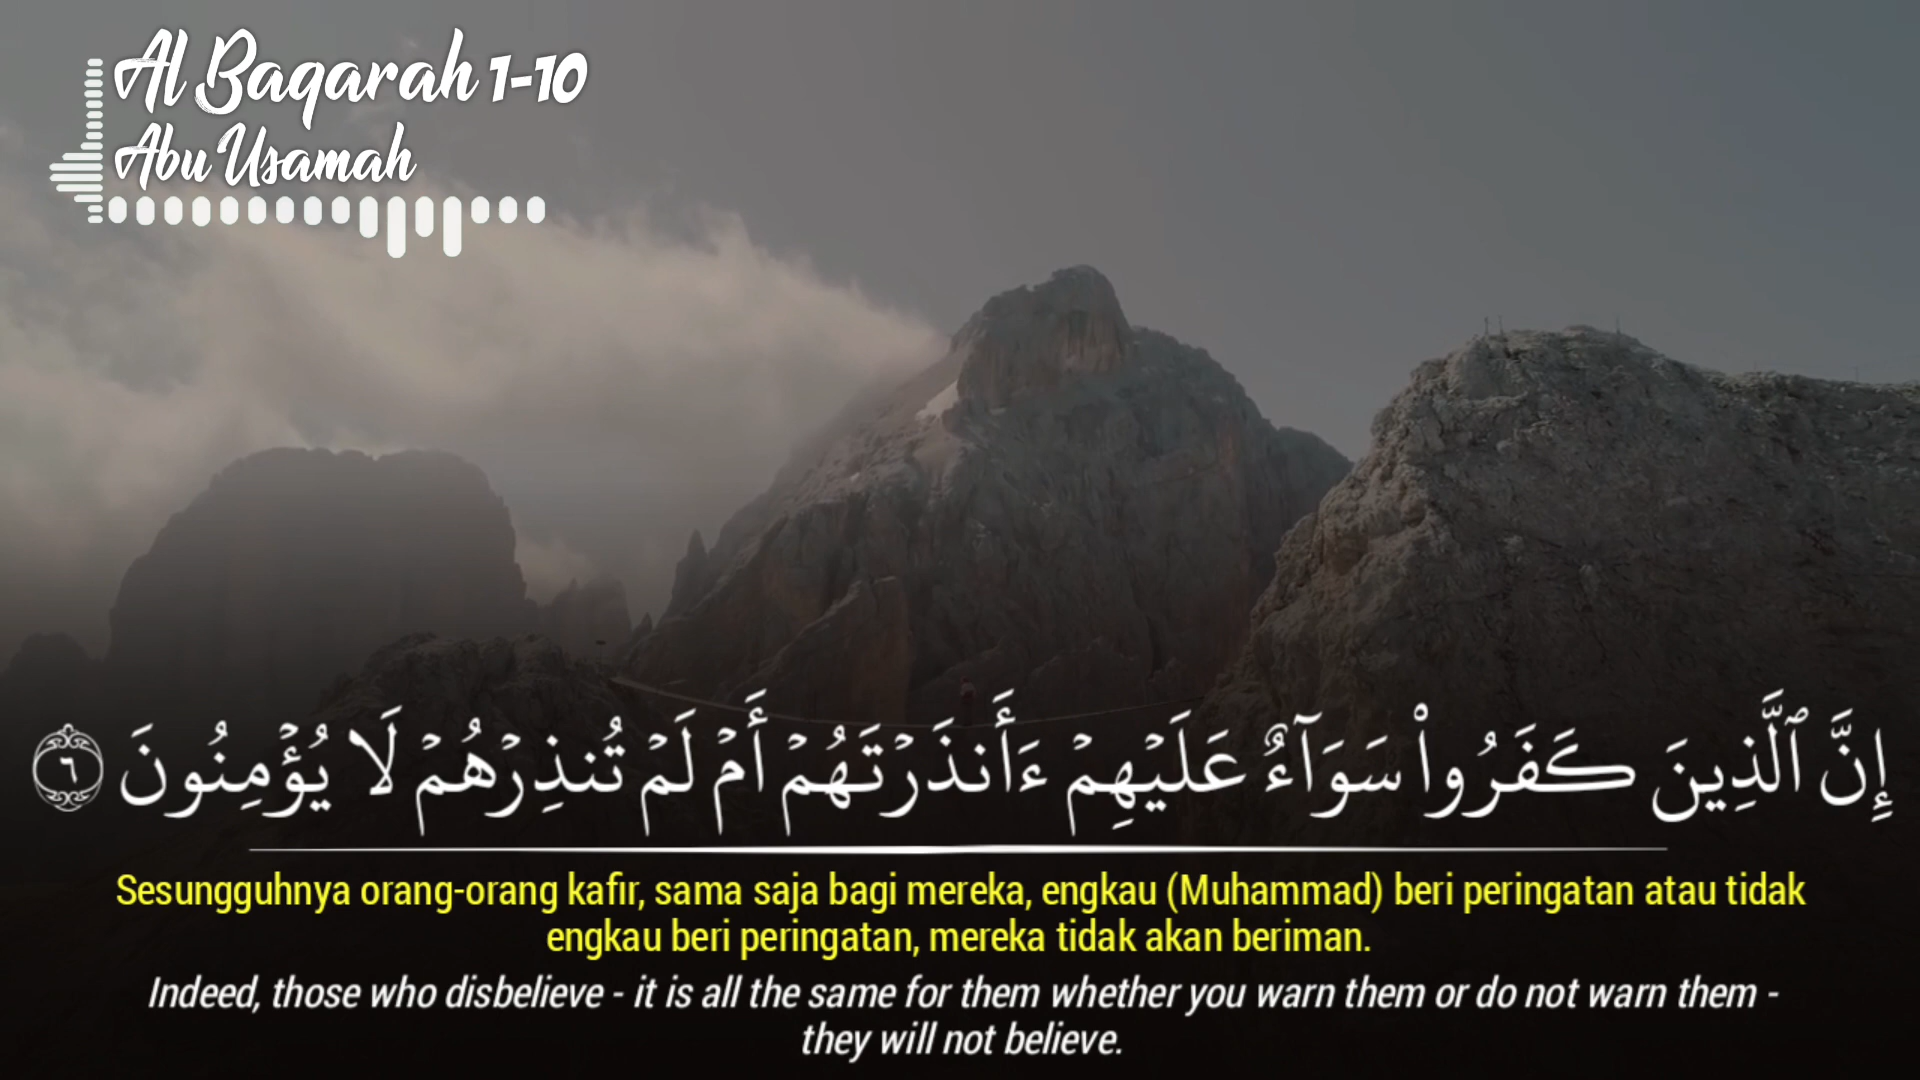 Al Baqarah 1-10
Abu Usamah
إِنَّ ٱلَّذِينَ كَفَرُوا۟ سَوَآءٌ عَلَيْهِمْ ءَأَنذَرْتَهُمْ أَمْ لَمْ تُنذِرْهُمْ لَا يُؤْمِنُونَ ٦
Sesungguhnya orang-orang kafir, sama saja bagi mereka, engkau (Muhammad) beri peringatan atau tidak
engkau beri peringatan, mereka tidak akan beriman.
Indeed, those who disbelieve - it is all the same for them whether you warn them or do not warn them -
they will not believe.